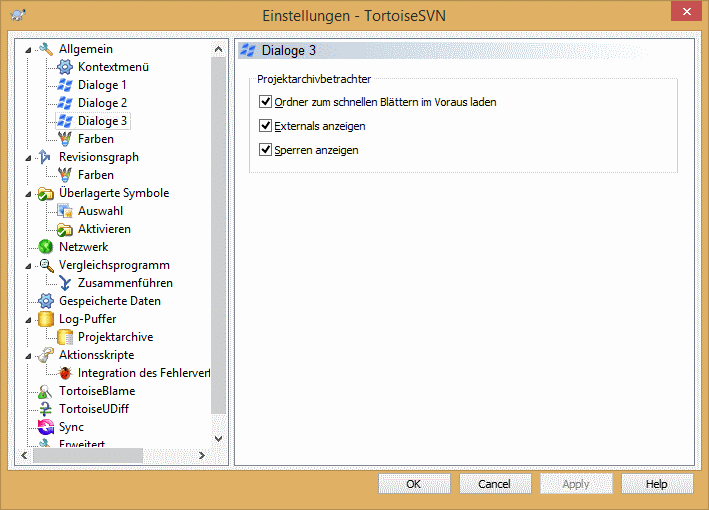 Einstellungen - TortoiseSVN
Allgemein
Kontextmenü
Dialoge 1
Dialoge 2
Dialoge 3
Farben
Revisionsgraph
Farben
Überlagerte Symbole
Auswahl
Aktivieren
Netzwerk
Vergleichsprogramm
Zusammenführen
Gespeicherte Daten
Log-Puffer
Projektarchive
Aktionsskripte
Integration des Fehlervert
TortoiseBlame
TortoiseUDiff
Sync
Erweitert
Dialoge 3
Projektarchivbetrachter
Ordner zum schnellen Blättern im Voraus laden
Externals anzeigen
Sperren anzeigen
OK Cancel Apply Help